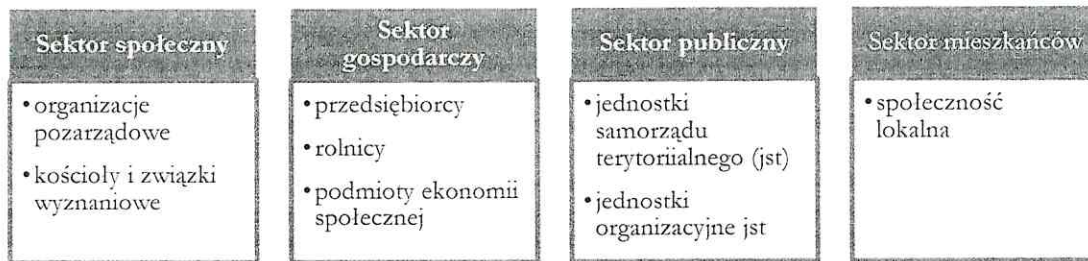 Sektor społeczny
• organizacje
pozarządowe
• kościoły i związki
wyznaniowe
Sektor
gospodarczy
• przedsiębiorcy
• rolnicy
• podmioty ekonomii
społecznej
Sektor publiczny
• jednostki
samorządu
terytoriialnego (jst)
• jednostki
organizacyjne jst
Sektor mieszkańców
• społeczność
lokalna